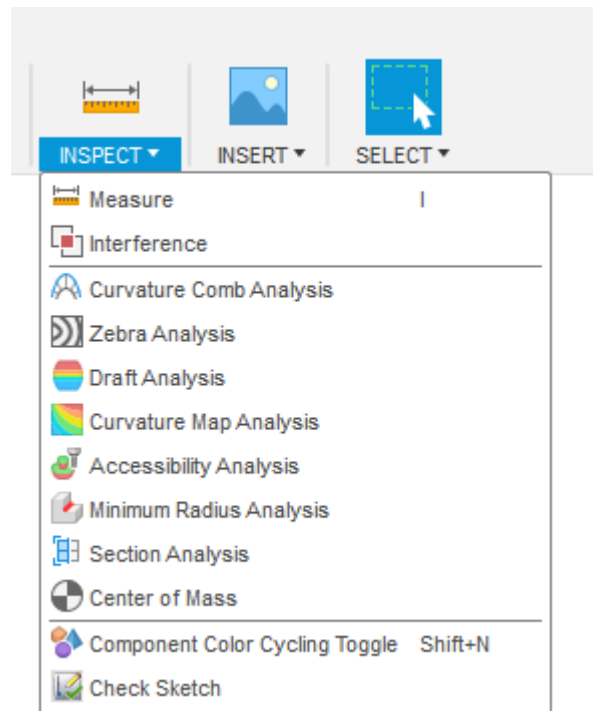 INSPECT INSERT SELECT
Measure I
Interference
Curvature Comb Analysis
Zebra Analysis
Draft Analysis
Curvature Map Analysis
Accessibility Analysis
Minimum Radius Analysis
Section Analysis
Center of Mass
Component Color Cycling Toggle Shift+N
Check Sketch